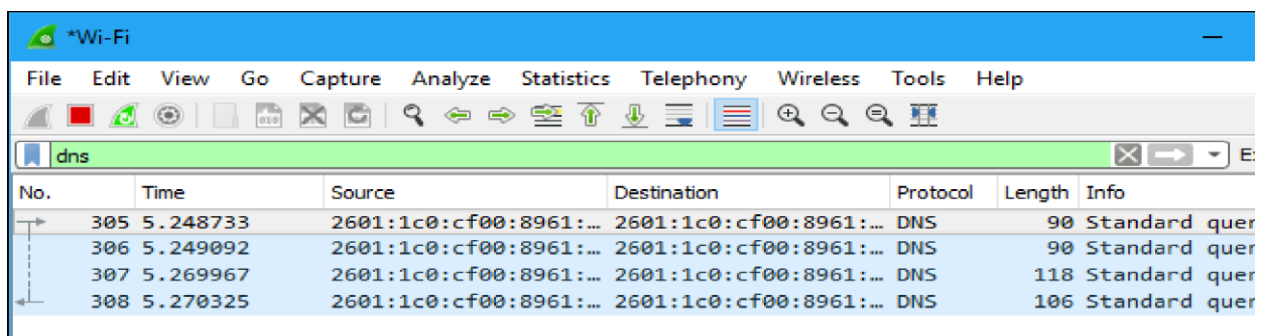 *Wi-Fi
File Edit View Go Capture Analyze Statistics Telephony Wireless Tools Help
dns
No. Time Source Destination Protocol Length Info
305 5.248733 2601:1c0:cf00:8961:… 2601:1c0:cf00:8961:… DNS 90 Standard quer
306 5.249092 2601:1c0:cf00:8961:… 2601:1c0:cf00:8961:… DNS 90 Standard quer
307 5.269967 2601:1c0:cf00:8961:… 2601:1c0:cf00:8961:… DNS 118 Standard quer
308 5.270325 2601:1c0:cf00:8961:… 2601:1c0:cf00:8961:… DNS 106 Standard quer